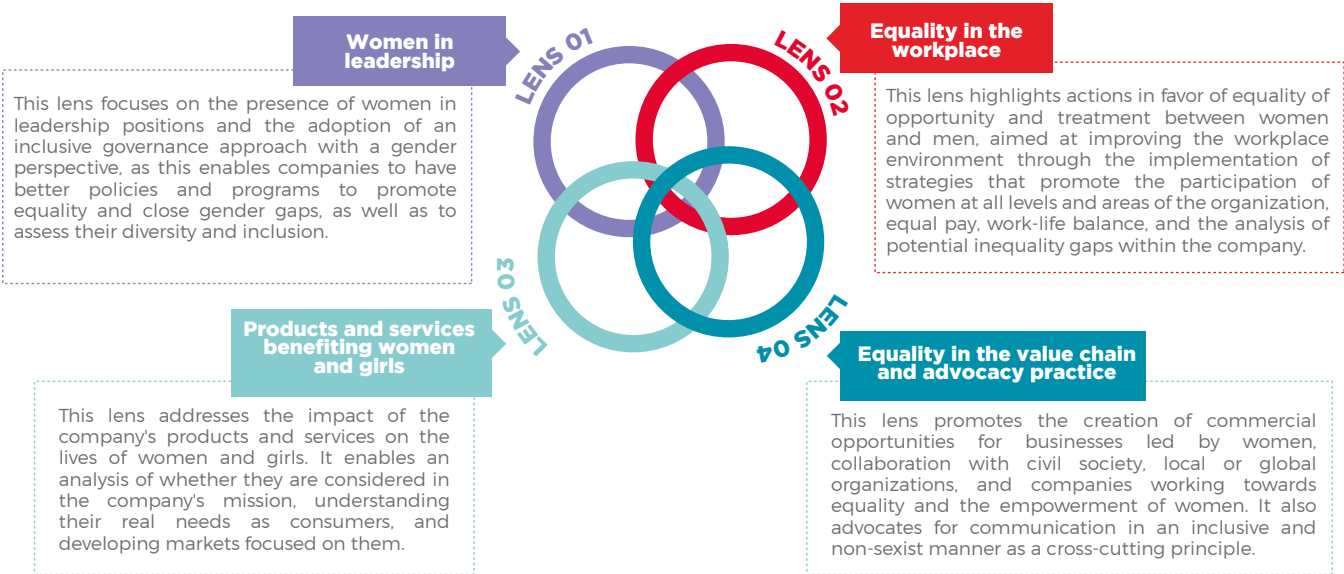 Women in
leadership
LENS 01
This lens focuses on the presence of women in
leadership positions and the adoption of an
inclusive governance approach with a gender
perspective, as this enables companies to have
better policies and programs to promote
equality and close gender gaps, as well as to
assess their diversity and inclusion.
Equality in the
workplace
LENS 02
This lens highlights actions in favor of equality of
opportunity and treatment between women
and men, aimed at improving the workplace
environment through the implementation of
strategies that promote the participation of
women at all levels and areas of the organization,
equal pay, work-life balance, and the analysis of
potential inequality gaps within the company.
Products and services
benefiting women
and girls
LENS 03
This lens addresses the impact of the
company's products and services on the
lives of women and girls. It enables an
analysis of whether they are considered in
the company's mission, understanding
their real needs as consumers, and
developing markets focused on them.
LENS 04
Equality in the value chain
and advocacy practice
This lens promotes the creation of commercial
opportunities for businesses led by women,
collaboration with civil society, local or global
organizations, and companies working towards
equality and the empowerment of women. It also
advocates for communication in an inclusive and
non-sexist manner as a cross-cutting principle.